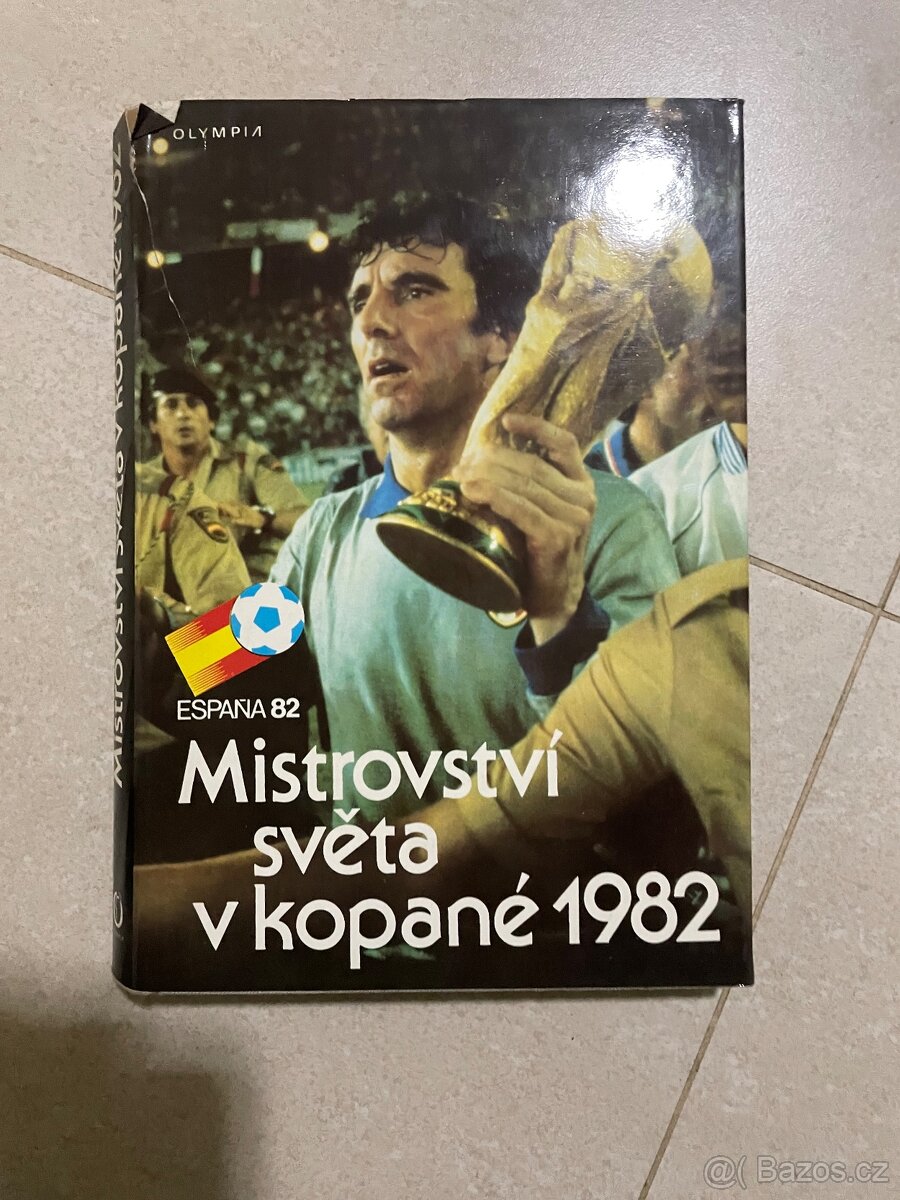 OLYMPIA
Mistrovství světa v kopané 1982
ESPAÑA 82
Mistrovství
světa
v kopané 1982
@( Bazos.cz